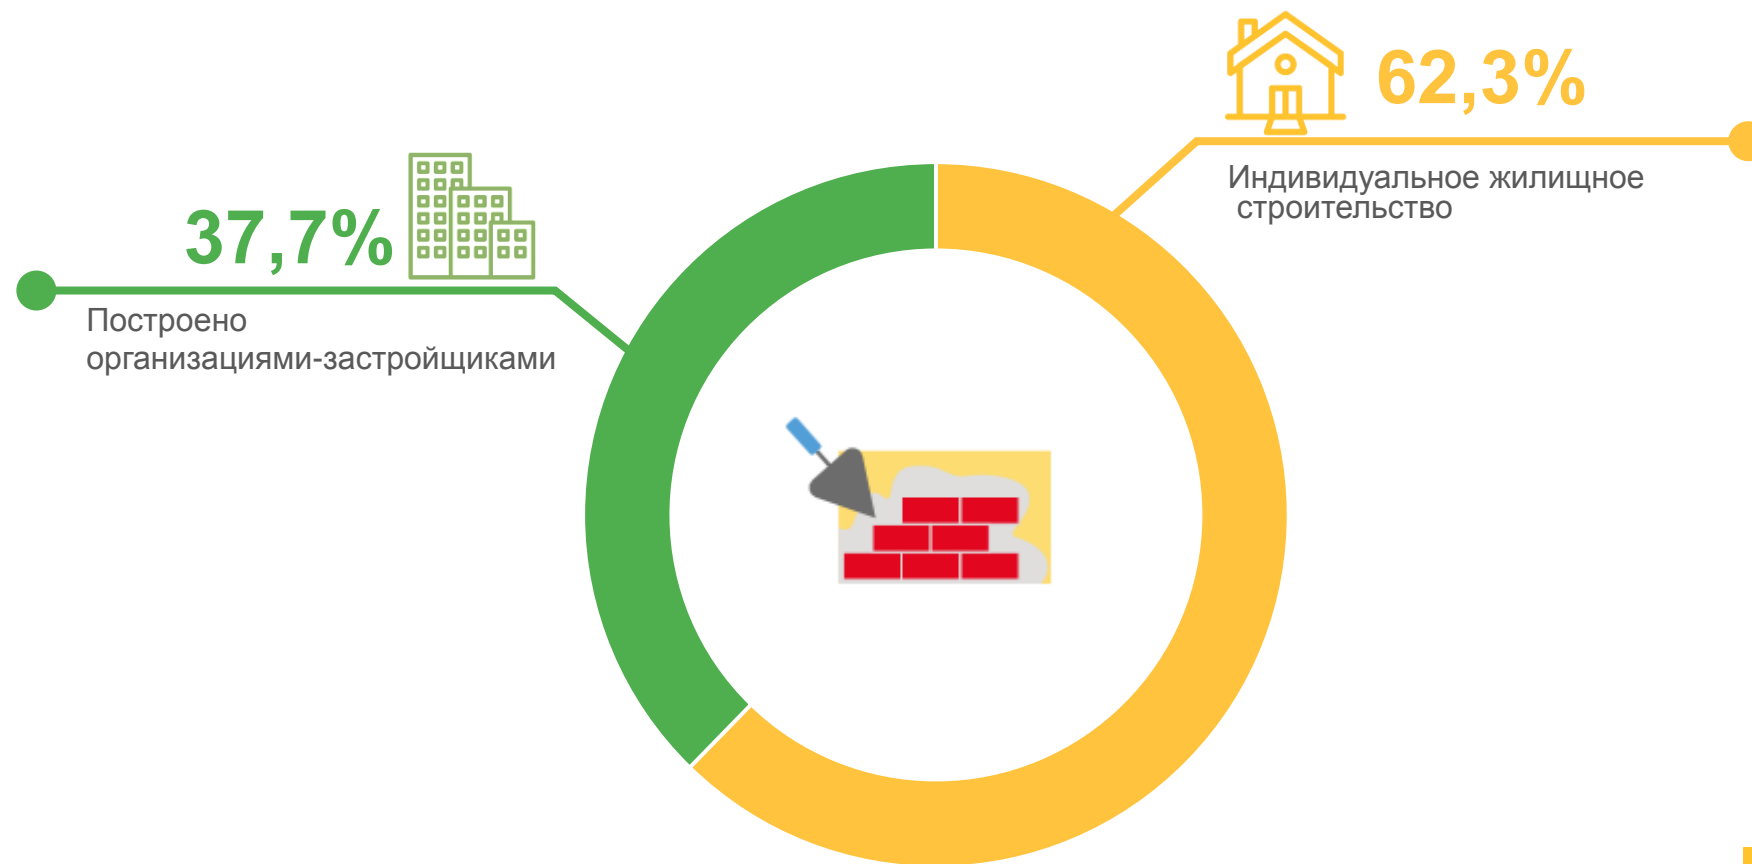 62,3%
Индивидуальное жилищное
строительство
37,7%
Построено
организациями-застройщиками